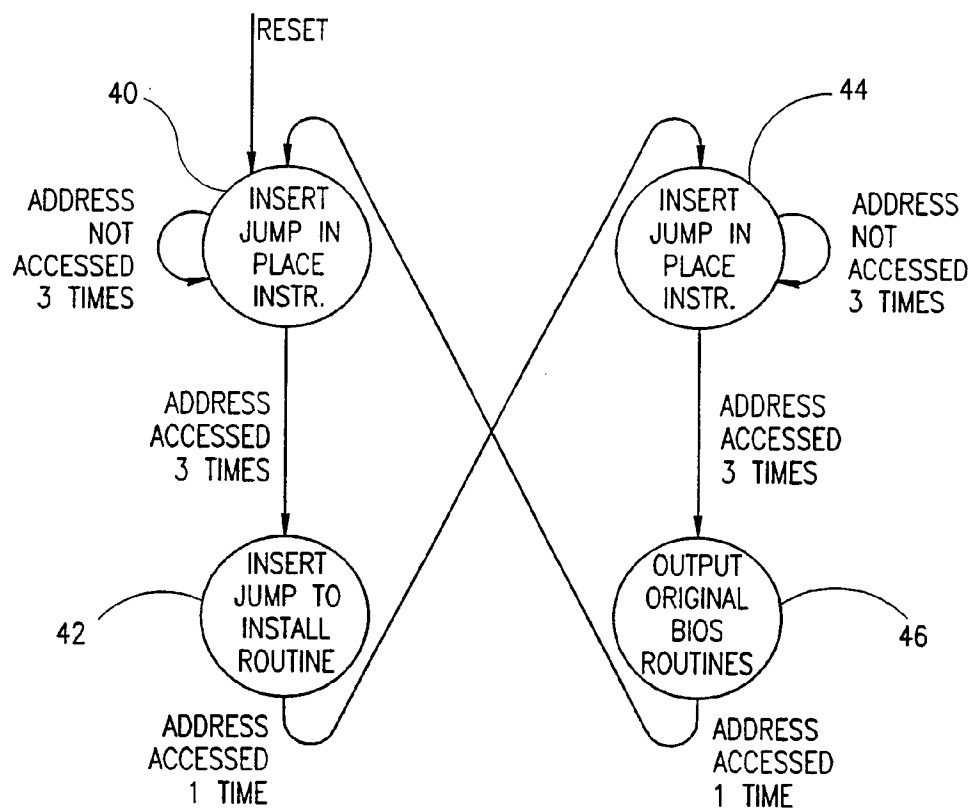 RESET
40
44
INSERT
JUMP IN
PLACE
INSTR.
ADDRESS
NOT
ACCESSED
3 TIMES
INSERT
JUMP IN
PLACE
INSTR.
ADDRESS
NOT
ACCESSED
3 TIMES
ADDRESS
ACCESSED
3 TIMES
ADDRESS
ACCESSED
3 TIMES
INSERT
JUMP TO
INSTALL
ROUTINE
42
OUTPUT
ORIGINAL
BIOS
ROUTINES
46
ADDRESS
ACCESSED
1 TIME
ADDRESS
ACCESSED
1 TIME